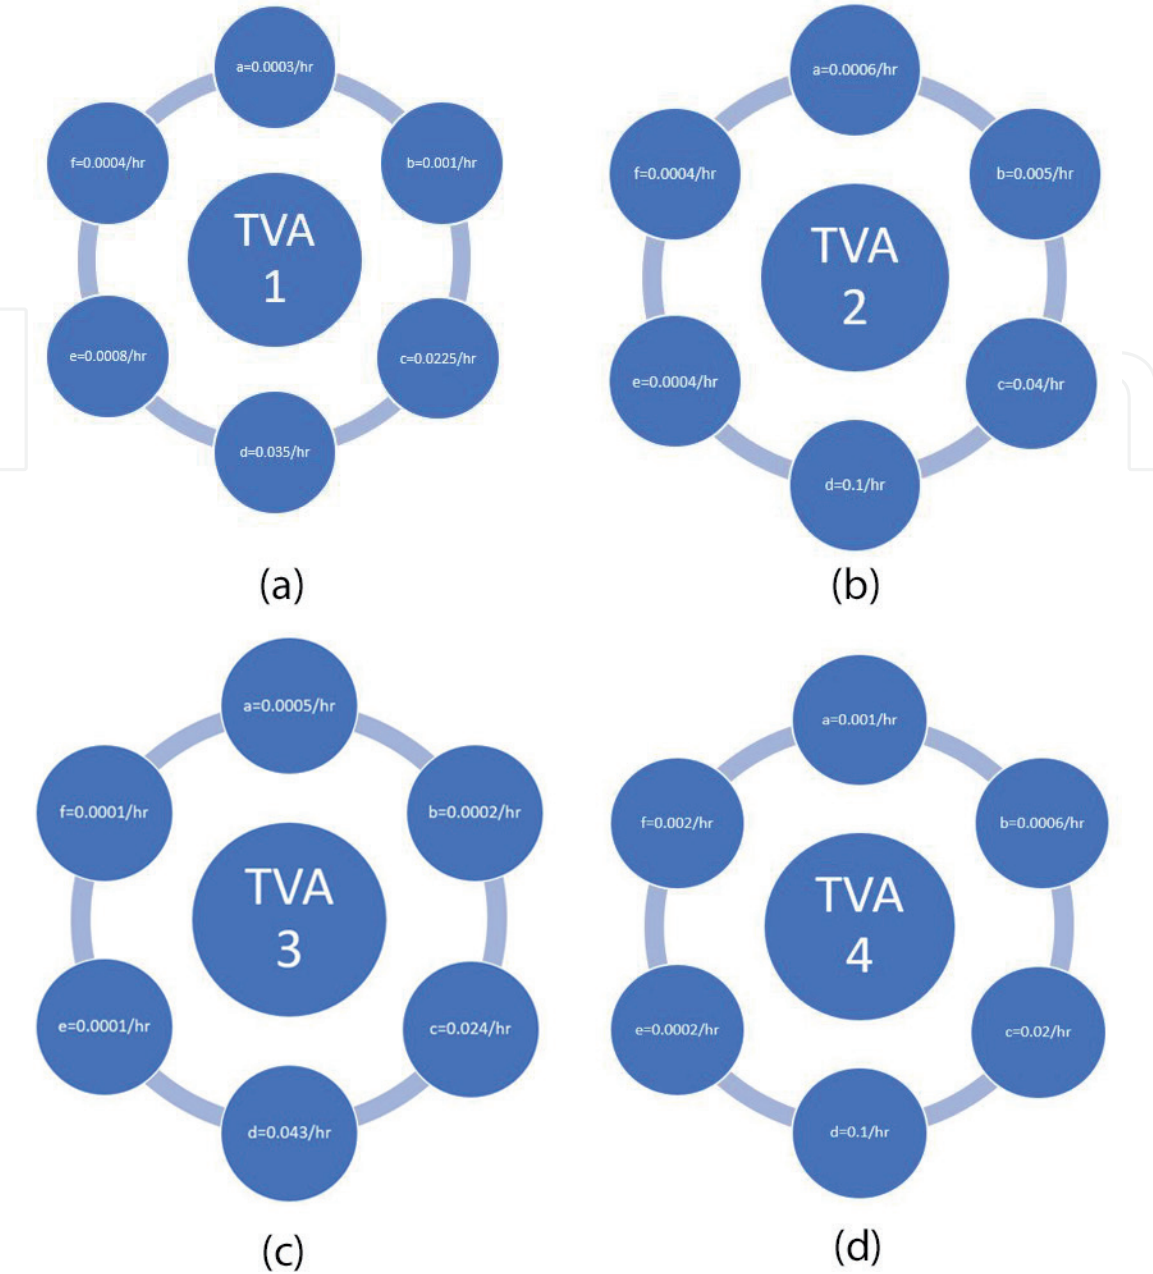 a=0.0003/hr
f=0.0004/hr
b=0.001/hr
TVA
1
e=0.0008/hr
c=0.0225/hr
d=0.035/hr
(a)
a=0.0006/hr
f=0.0004/hr
b=0.005/hr
TVA
2
e=0.0004/hr
c=0.04/hr
d=0.1/hr
(b)
a=0.0005/hr
f=0.0001/hr
b=0.0002/hr
TVA
3
e=0.0001/hr
c=0.024/hr
d=0.043/hr
(c)
a=0.001/hr
f=0.002/hr
b=0.0006/hr
TVA
4
e=0.0002/hr
c=0.02/hr
d=0.1/hr
(d)